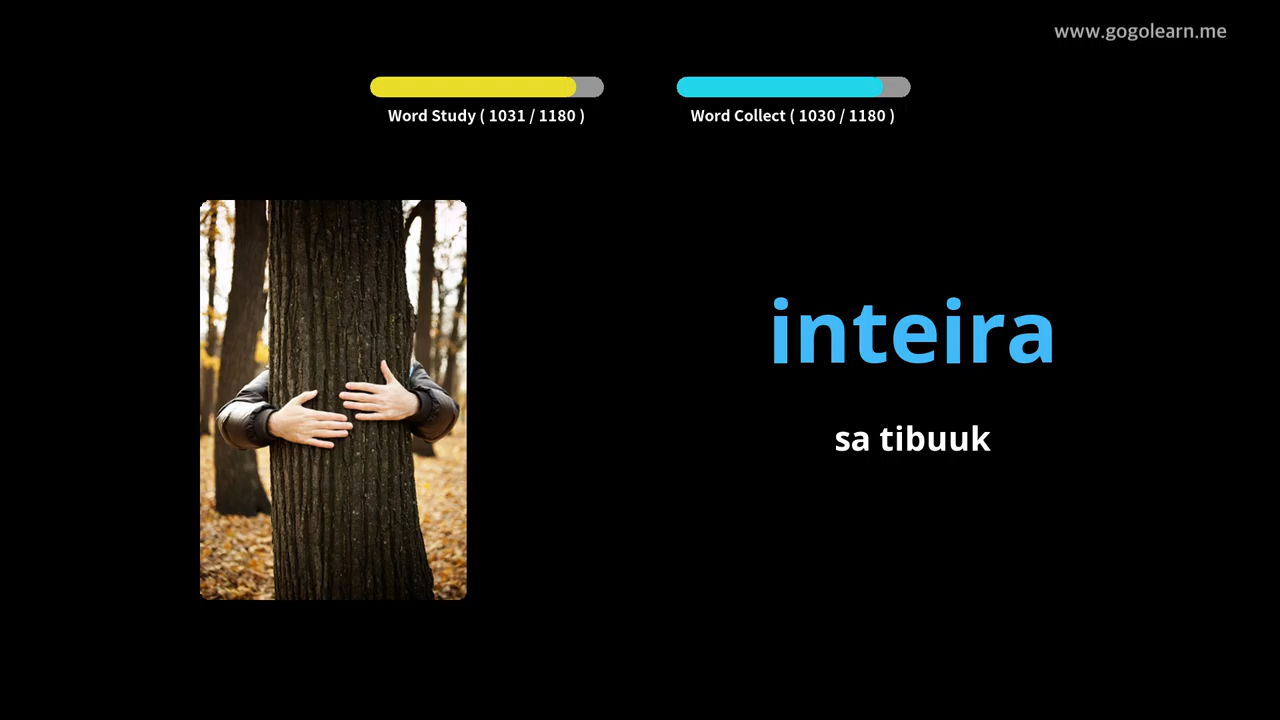 www.gogolearn.me
Word Study ( 1031 / 1180 )
Word Collect ( 1030 / 1180 )
inteira
sa tibuuk